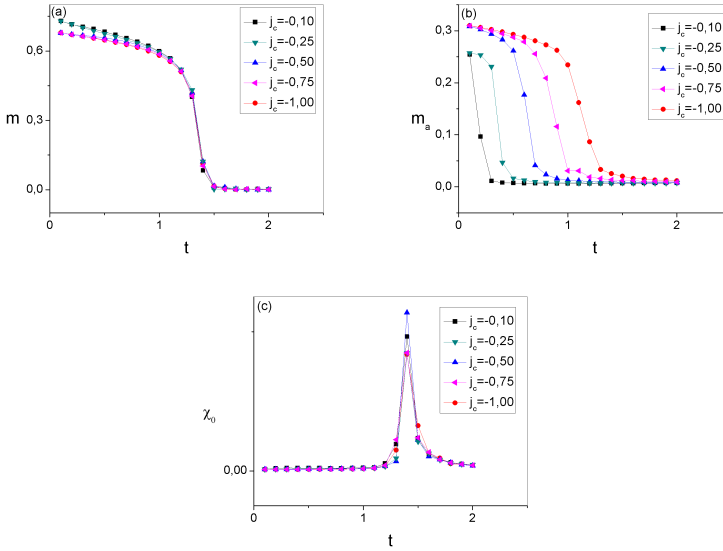 (a)
j_c=-0,10
j_c=-0,25
j_c=-0,50
j_c=-0,75
j_c=-1,00
m
0,6
0,3
0,0
0
1
2
t
(b)
j_c=-0,10
j_c=-0,25
j_c=-0,50
j_c=-0,75
j_c=-1,00
m_a
0,3
0,2
0,1
0,0
0
1
2
t
(c)
j_c=-0,10
j_c=-0,25
j_c=-0,50
j_c=-0,75
j_c=-1,00
χ_0
0,00
0
1
2
t